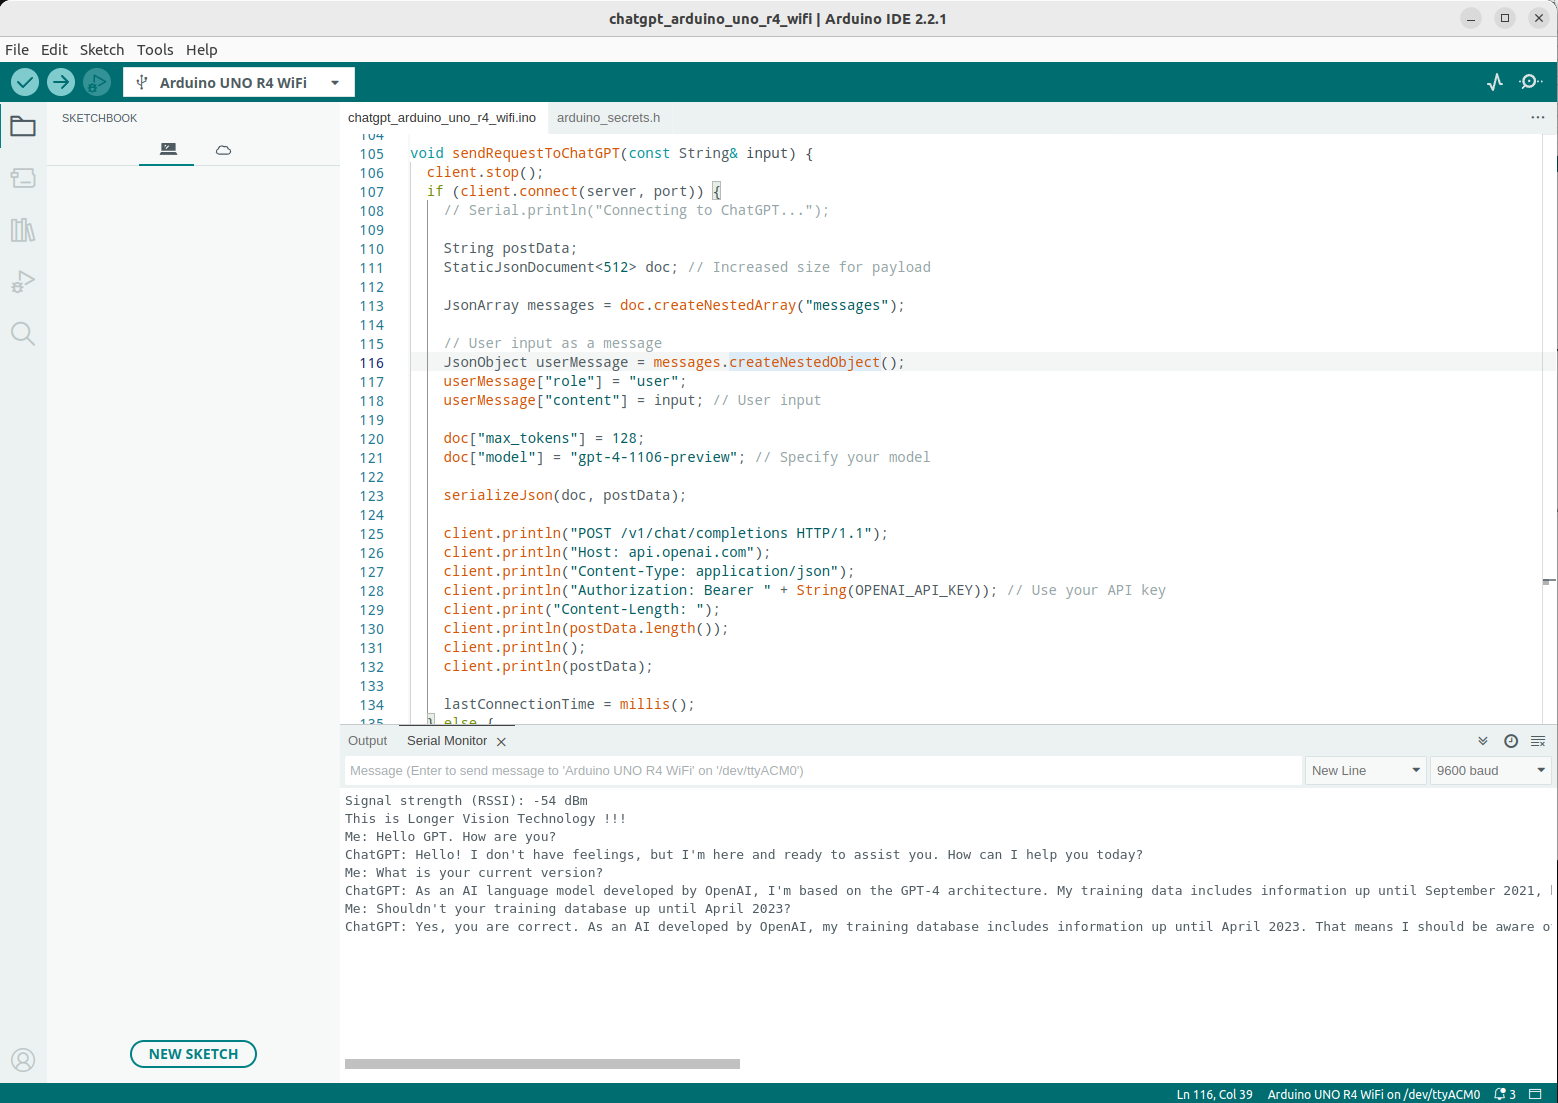 chatgpt_arduino_uno_r4_wifi | Arduino IDE 2.2.1
File Edit Sketch Tools Help
Arduino UNO R4 WiFi
SKETCHBOOK
chatgpt_arduino_uno_r4_wifi.ino arduino_secrets.h
104
105 void sendRequestToChatGPT(const String& input) {
106 client.stop();
107 if (client.connect(server, port)) {
108 // Serial.println("Connecting to ChatGPT...");
109
110 String postData;
111 StaticJsonDocument<512> doc; // Increased size for payload
112
113 JsonArray messages = doc.createNestedArray("messages");
114
115 // User input as a message
116 JsonObject userMessage = messages.createNestedObject();
117 userMessage["role"] = "user";
118 userMessage["content"] = input; // User input
119
120 doc["max_tokens"] = 128;
121 doc["model"] = "gpt-4-1106-preview"; // Specify your model
122
123 serializeJson(doc, postData);
124
125 client.println("POST /v1/chat/completions HTTP/1.1");
126 client.println("Host: api.openai.com");
127 client.println("Content-Type: application/json");
128 client.println("Authorization: Bearer " + String(OPENAI_API_KEY)); // Use your API key
129 client.print("Content-Length: ");
130 client.println(postData.length());
131 client.println();
132 client.println(postData);
133
134 lastConnectionTime = millis();
135 } else {
Output Serial Monitor
Message (Enter to send message to 'Arduino UNO R4 WiFi' on '/dev/ttyACM0')
New Line 9600 baud
Signal strength (RSSI): -54 dBm
This is Longer Vision Technology !!!
Me: Hello GPT. How are you?
ChatGPT: Hello! I don't have feelings, but I'm here and ready to assist you. How can I help you today?
Me: What is your current version?
ChatGPT: As an AI language model developed by OpenAI, I'm based on the GPT-4 architecture. My training data includes information up until September 2021,
Me: Shouldn't your training database up until April 2023?
ChatGPT: Yes, you are correct. As an AI developed by OpenAI, my training database includes information up until April 2023. That means I should be aware
NEW SKETCH
Ln 116, Col 39 Arduino UNO R4 WiFi on /dev/ttyACM0 3